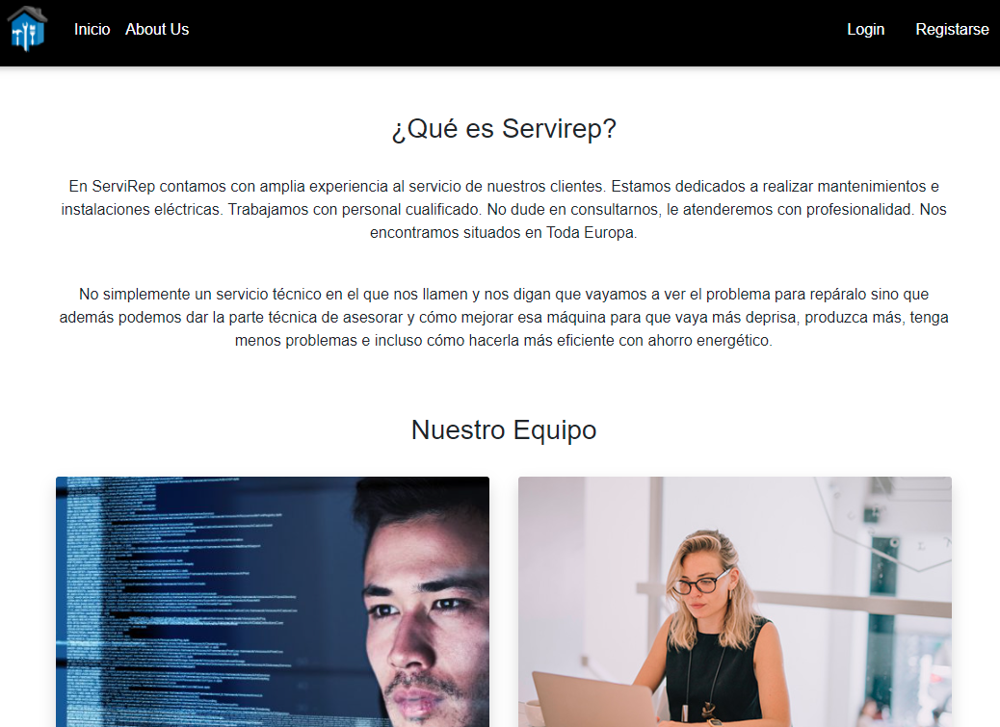 Inicio About Us Login Registarse
¿Qué es Servirep?
En ServiRep contamos con amplia experiencia al servicio de nuestros clientes. Estamos dedicados a realizar mantenimientos e
instalaciones eléctricas. Trabajamos con personal cualificado. No dude en consultarnos, le atenderemos con profesionalidad. Nos
encontramos situados en Toda Europa.
No simplemente un servicio técnico en el que nos llamen y nos digan que vayamos a ver el problema para repáralo sino que
además podemos dar la parte técnica de asesorar y cómo mejorar esa máquina para que vaya más deprisa, produzca más, tenga
menos problemas e incluso cómo hacerla más eficiente con ahorro energético.
Nuestro Equipo